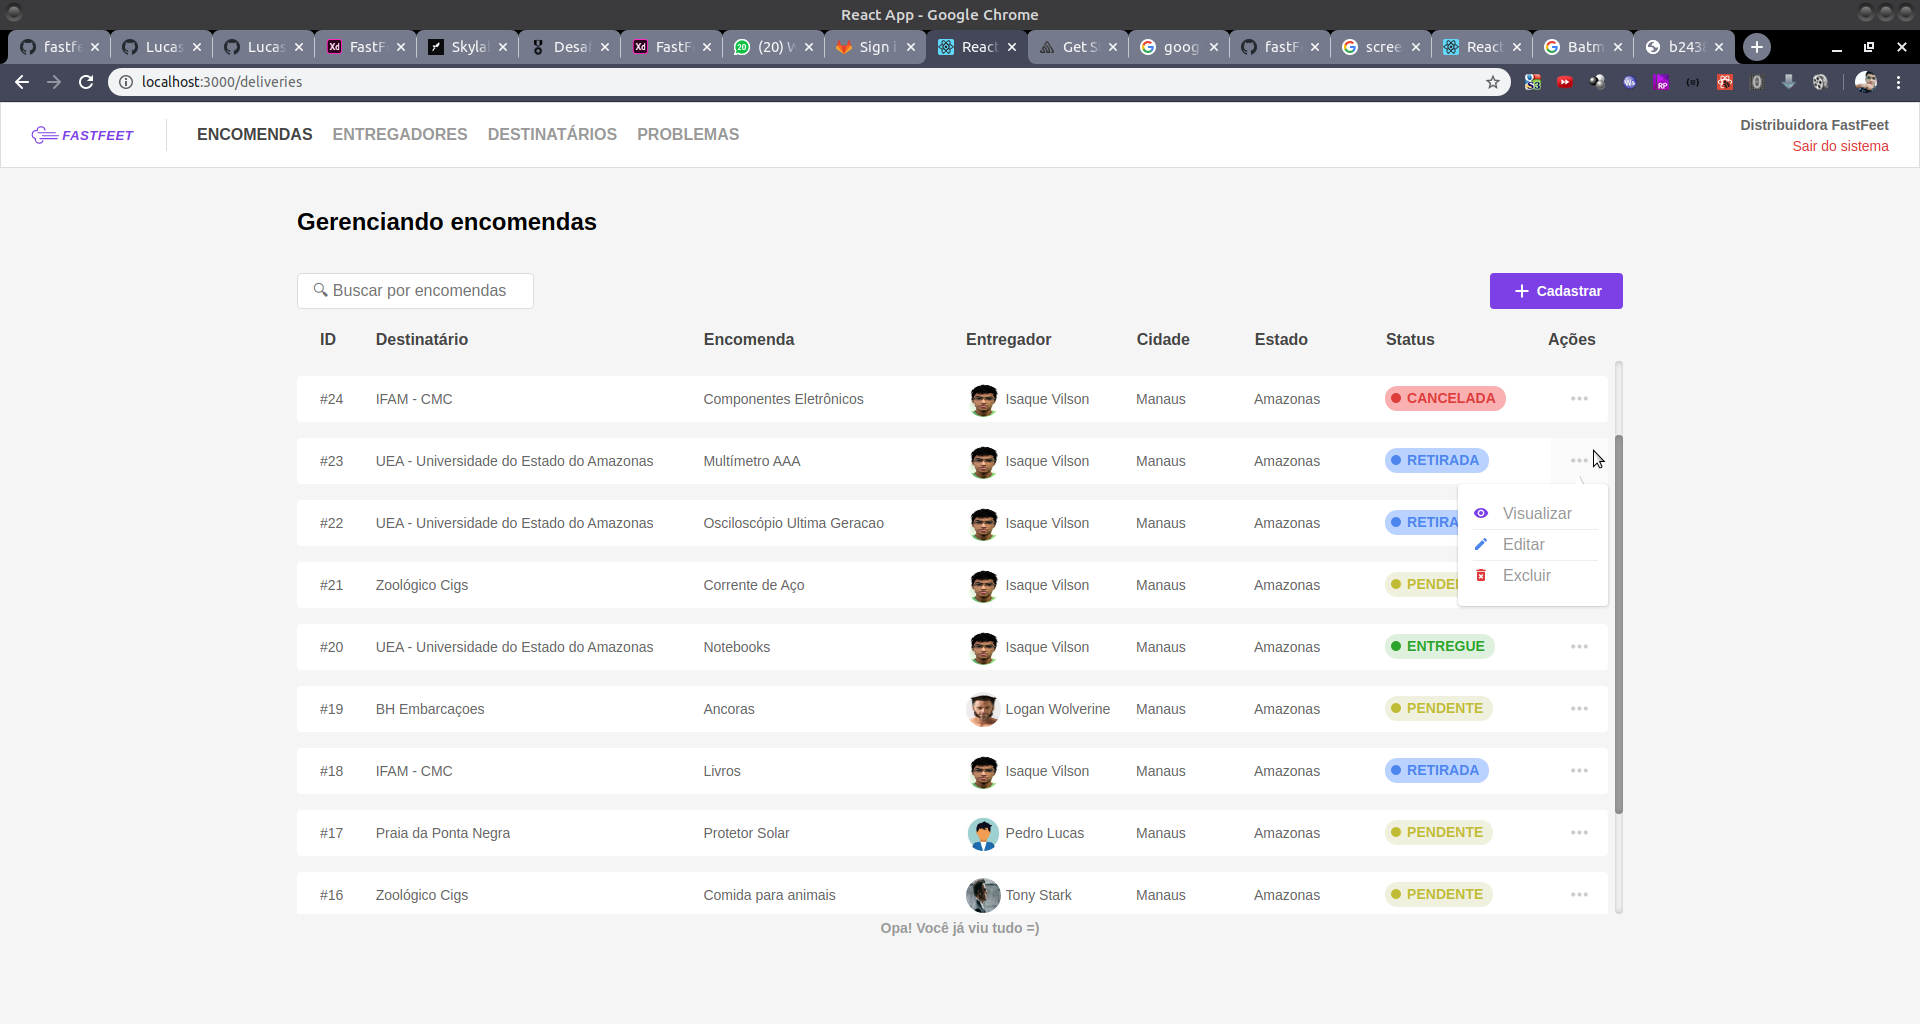 React App - Google Chrome
fastfe
Lucas
Lucas
FastF
Skyla
Desaf
FastF
(20) W
Sign i
React
Get S
goog
fastF
scree
React
Batm
b243
localhost:3000/deliveries
FASTFEET
ENCOMENDAS ENTREGADORES DESTINATÁRIOS PROBLEMAS
Distribuidora FastFeet
Sair do sistema
Gerenciando encomendas
Buscar por encomendas
Cadastrar
ID Destinatário Encomenda Entregador Cidade Estado Status Ações
#24 IFAM - CMC Componentes Eletrônicos Isaque Vilson Manaus Amazonas CANCELADA
#23 UEA - Universidade do Estado do Amazonas Multímetro AAA Isaque Vilson Manaus Amazonas RETIRADA
#22 UEA - Universidade do Estado do Amazonas Osciloscópio Ultima Geracao Isaque Vilson Manaus Amazonas RETIRA
#21 Zoológico Cigs Corrente de Aço Isaque Vilson Manaus Amazonas PENDE
Visualizar
Editar
Excluir
#20 UEA - Universidade do Estado do Amazonas Notebooks Isaque Vilson Manaus Amazonas ENTREGUE
#19 BH Embarcaçoes Ancoras Logan Wolverine Manaus Amazonas PENDENTE
#18 IFAM - CMC Livros Isaque Vilson Manaus Amazonas RETIRADA
#17 Praia da Ponta Negra Protetor Solar Pedro Lucas Manaus Amazonas PENDENTE
#16 Zoológico Cigs Comida para animais Tony Stark Manaus Amazonas PENDENTE
Opa! Você já viu tudo =)